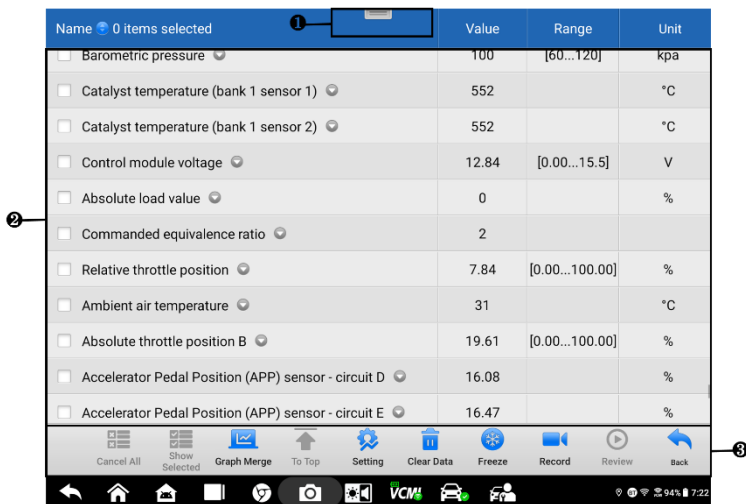 Name 0 items selected ❶ Value Range Unit
Barometric pressure 100 [60...120] kpa
Catalyst temperature (bank 1 sensor 1) 552 °C
Catalyst temperature (bank 1 sensor 2) 552 °C
Control module voltage 12.84 [0.00...15.5] V
Absolute load value 0 %
❷
Commanded equivalence ratio 2
Relative throttle position 7.84 [0.00...100.00] %
Ambient air temperature 31 °C
Absolute throttle position B 19.61 [0.00...100.00] %
Accelerator Pedal Position (APP) sensor - circuit D 16.08 %
Accelerator Pedal Position (APP) sensor - circuit E 16.47 %
❸
Cancel All Show Selected Graph Merge To Top Setting Clear Data Freeze Record Review Back
VCMI 94% 7:22